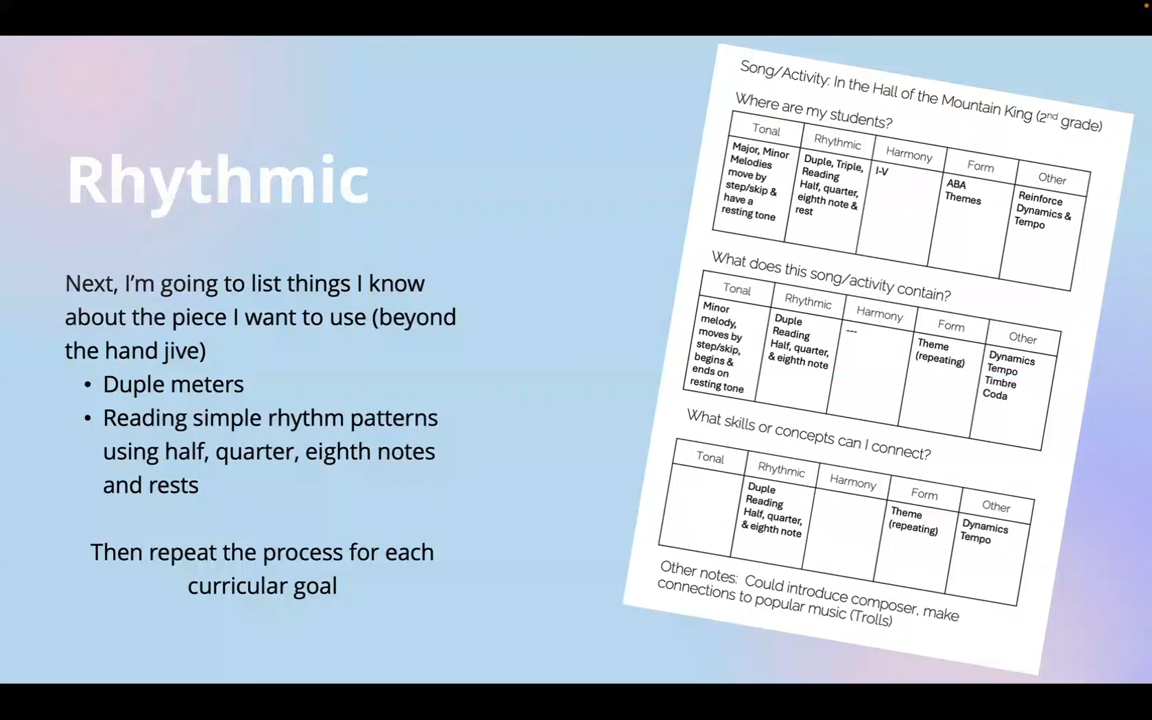 Rhythmic
Next, I'm going to list things I know
about the piece I want to use (beyond
the hand jive)
• Duple meters
• Reading simple rhythm patterns
using half, quarter, eighth notes
and rests
Then repeat the process for each
curricular goal
Song/Activity: In the Hall of the Mountain King (2nd grade)
Where are my students?
Tonal Rhythmic Harmony Form Other
Major, Minor
Melodies
move by
step/skip &
have a
resting tone
Duple, Triple,
Reading
Half, quarter,
eighth note &
rest
I-V
ABA
Themes
Reinforce
Dynamics &
Tempo
What does this song/activity contain?
Tonal Rhythmic Harmony Form Other
Minor
melody,
moves by
step/skip,
begins &
ends on
resting tone
Duple
Reading
Half, quarter,
& eighth note
---
Theme
(repeating)
Dynamics
Tempo
Timbre
Coda
What skills or concepts can I connect?
Tonal Rhythmic Harmony Form Other
Duple
Reading
Half, quarter,
& eighth note
Theme
(repeating)
Dynamics
Tempo
Other notes: Could introduce composer, make
connections to popular music (Trolls)